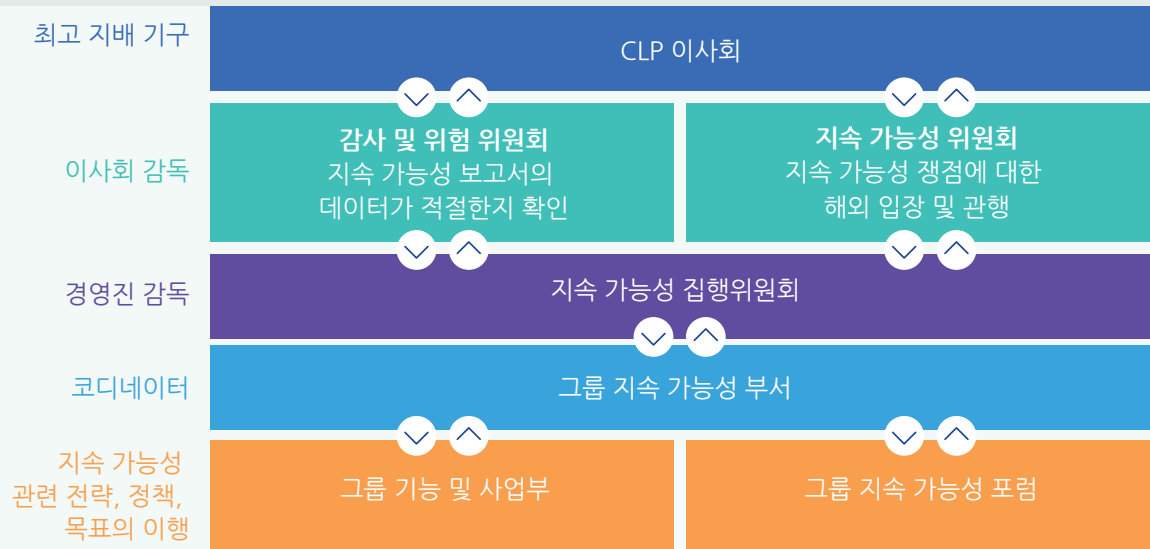 최고 지배 기구
CLP 이사회
이사회 감독
감사 및 위험 위원회
지속 가능성 보고서의
데이터가 적절한지 확인
지속 가능성 위원회
지속 가능성 쟁점에 대한
해외 입장 및 관행
경영진 감독
지속 가능성 집행위원회
코디네이터
그룹 지속 가능성 부서
지속 가능성
관련 전략, 정책,
목표의 이행
그룹 기능 및 사업부
그룹 지속 가능성 포럼